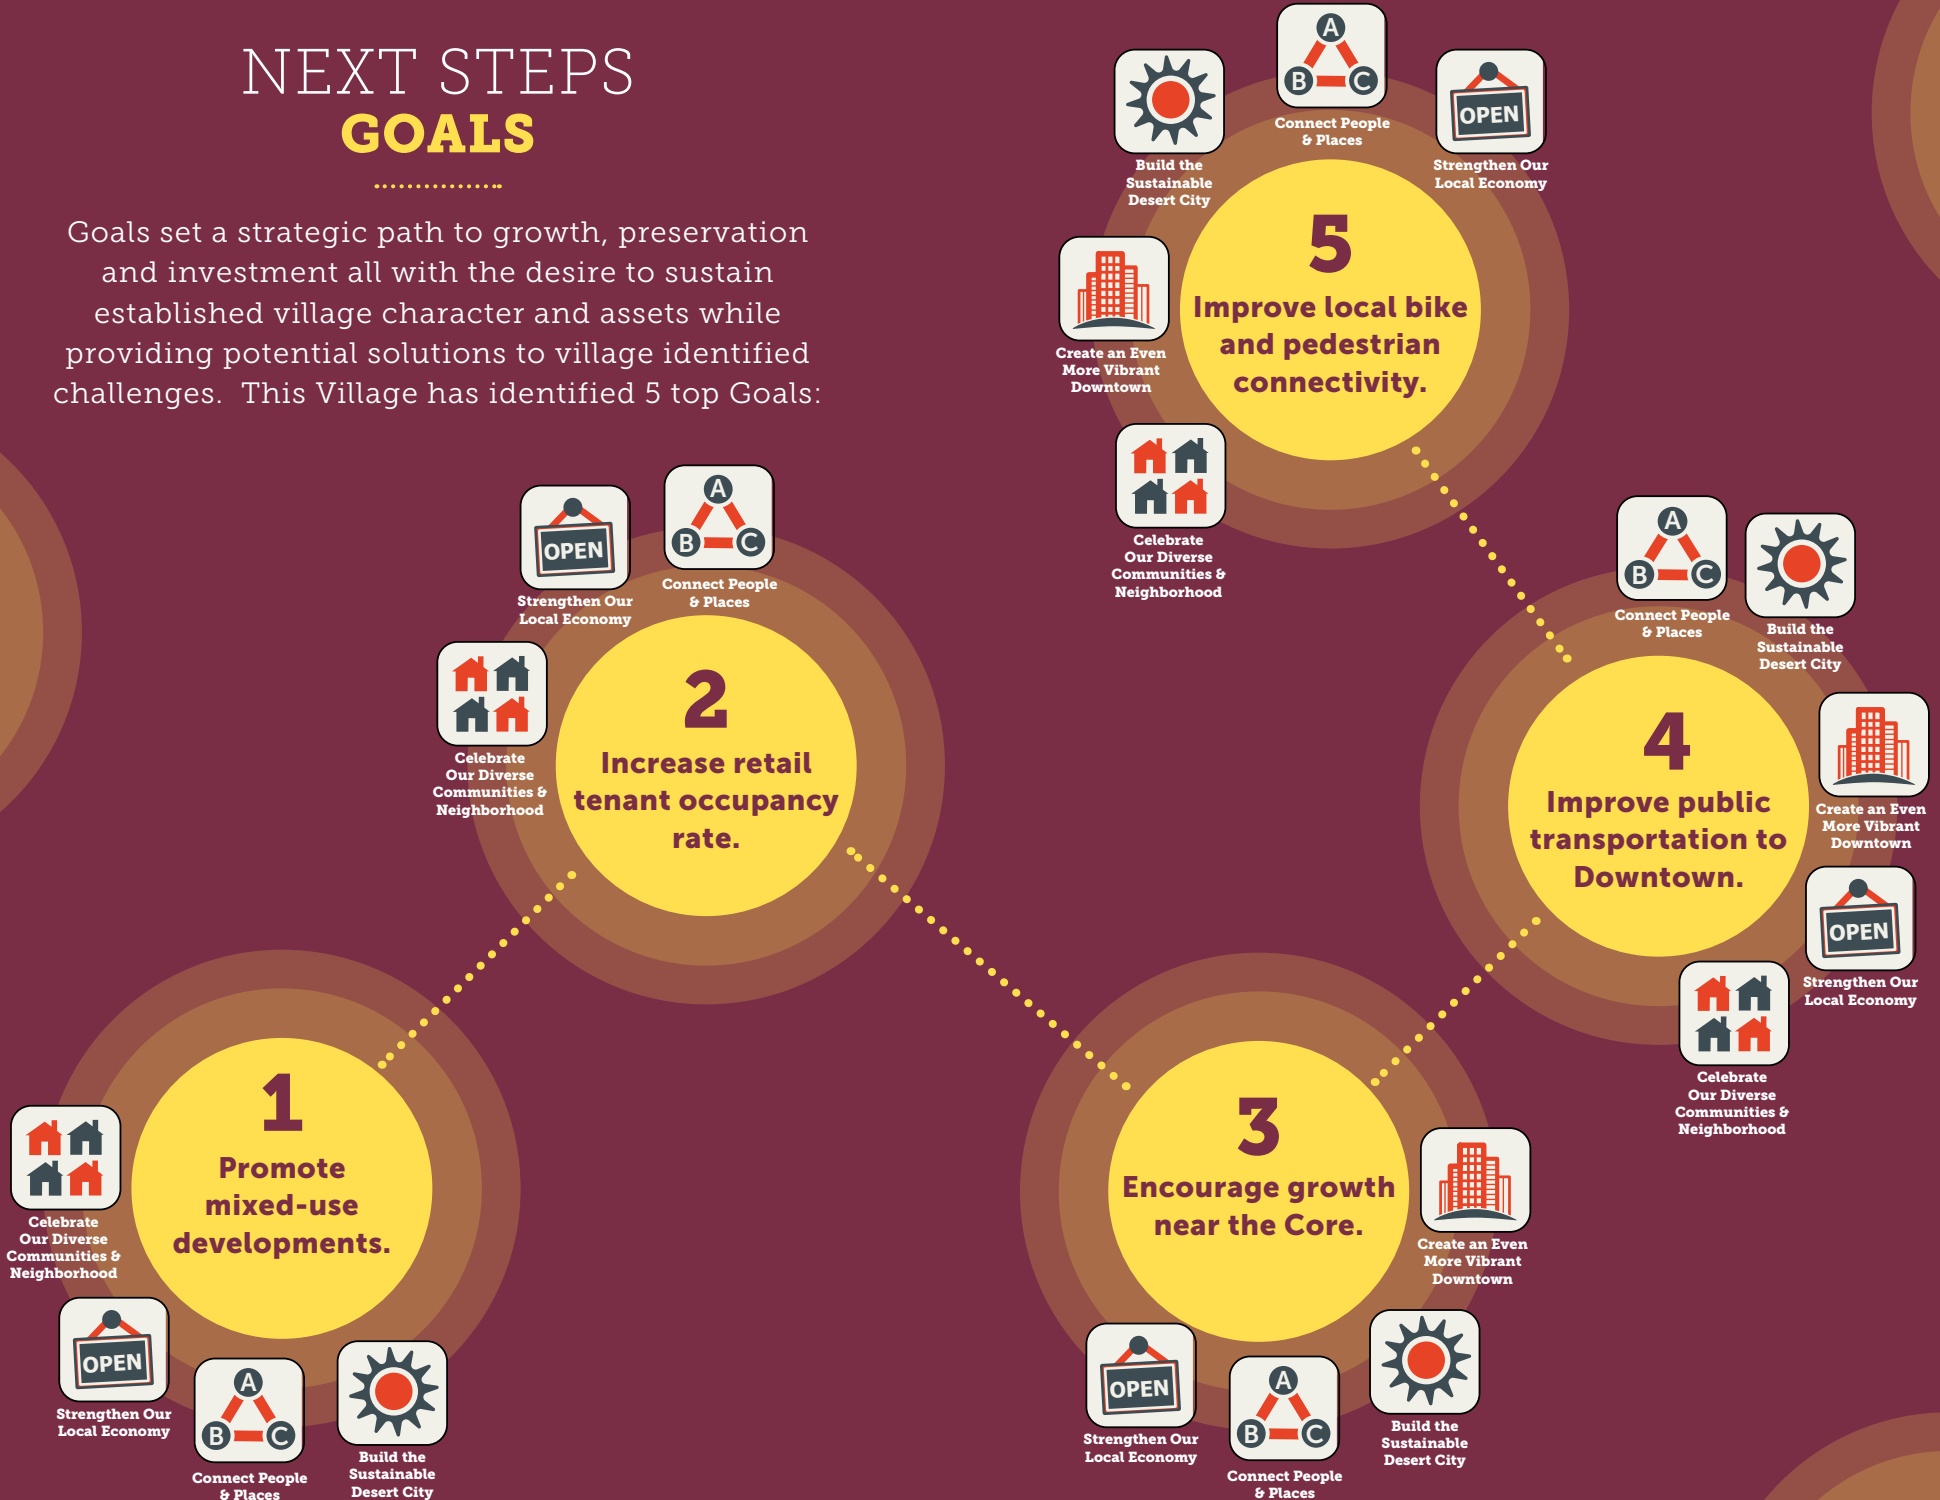 NEXT STEPS
GOALS
Goals set a strategic path to growth, preservation
and investment all with the desire to sustain
established village character and assets while
providing potential solutions to village identified
challenges.  This Village has identified 5 top Goals:
1
Promote
mixed-use
developments.
Celebrate
Our Diverse
Communities &
Neighborhood
OPEN
Strengthen Our
Local Economy
A
B C
Connect People
& Places
Build the
Sustainable
Desert City
2
Increase retail
tenant occupancy
rate.
Celebrate
Our Diverse
Communities &
Neighborhood
OPEN
Strengthen Our
Local Economy
A
B C
Connect People
& Places
3
Encourage growth
near the Core.
OPEN
Strengthen Our
Local Economy
A
B C
Connect People
& Places
Build the
Sustainable
Desert City
Create an Even
More Vibrant
Downtown
4
Improve public
transportation to
Downtown.
A
B C
Connect People
& Places
Build the
Sustainable
Desert City
Create an Even
More Vibrant
Downtown
OPEN
Strengthen Our
Local Economy
Celebrate
Our Diverse
Communities &
Neighborhood
5
Improve local bike
and pedestrian
connectivity.
Celebrate
Our Diverse
Communities &
Neighborhood
Create an Even
More Vibrant
Downtown
Build the
Sustainable
Desert City
A
B C
Connect People
& Places
OPEN
Strengthen Our
Local Economy